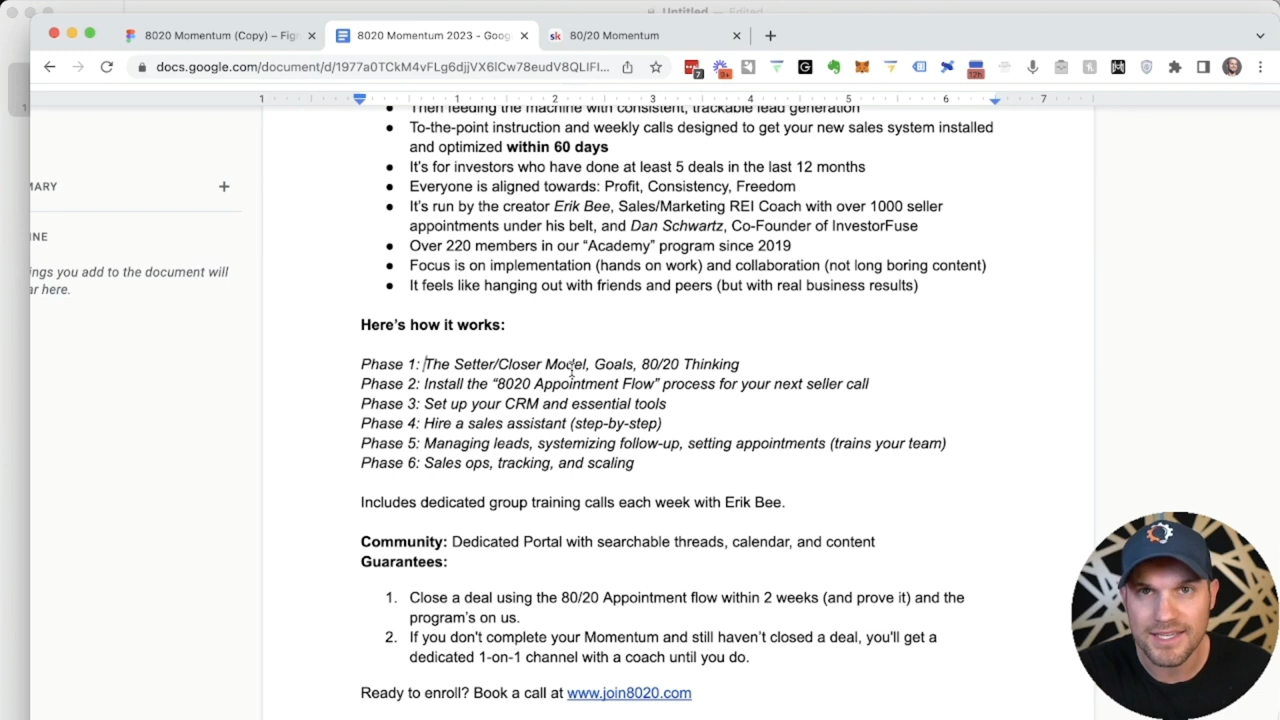 Untitled — Edited
8020 Momentum (Copy) – Fig
8020 Momentum 2023 - Goog
80/20 Momentum
docs.google.com/document/d/1977a0TCkM4vFLg6djjVX6lCw78eudV8QLIFI...
1 1 2 3 4 5 6 7
Then feeding the machine with consistent, trackable lead generation
● To-the-point instruction and weekly calls designed to get your new sales system installed
and optimized within 60 days
● It's for investors who have done at least 5 deals in the last 12 months
MARY
● Everyone is aligned towards: Profit, Consistency, Freedom
● It's run by the creator Erik Bee, Sales/Marketing REI Coach with over 1000 seller
appointments under his belt, and Dan Schwartz, Co-Founder of InvestorFuse
INE
● Over 220 members in our “Academy” program since 2019
ings you add to the document will
ar here.
● Focus is on implementation (hands on work) and collaboration (not long boring content)
● It feels like hanging out with friends and peers (but with real business results)
Here's how it works:
Phase 1: The Setter/Closer Model, Goals, 80/20 Thinking
Phase 2: Install the “8020 Appointment Flow” process for your next seller call
Phase 3: Set up your CRM and essential tools
Phase 4: Hire a sales assistant (step-by-step)
Phase 5: Managing leads, systemizing follow-up, setting appointments (trains your team)
Phase 6: Sales ops, tracking, and scaling
Includes dedicated group training calls each week with Erik Bee.
Community: Dedicated Portal with searchable threads, calendar, and content
Guarantees:
1. Close a deal using the 80/20 Appointment flow within 2 weeks (and prove it) and the
program's on us.
2. If you don't complete your Momentum and still haven't closed a deal, you'll get a
dedicated 1-on-1 channel with a coach until you do.
Ready to enroll? Book a call at www.join8020.com